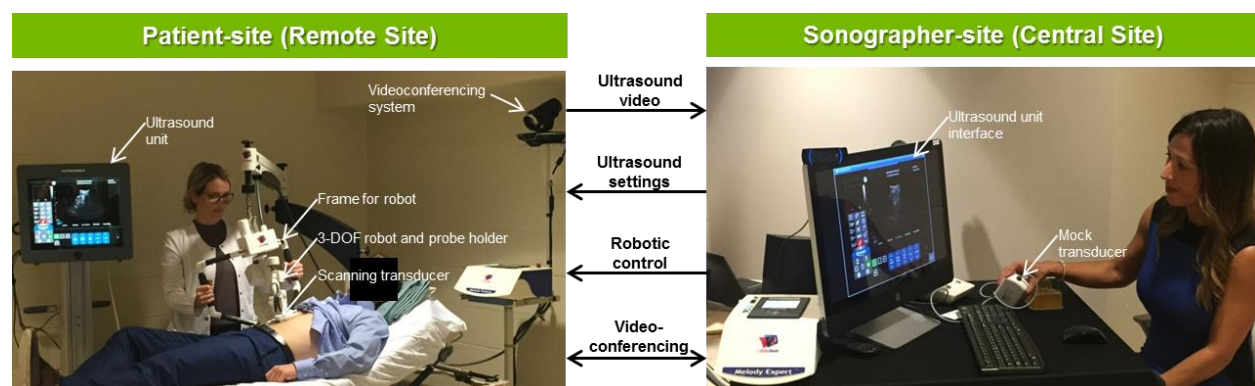 Patient-site (Remote Site)
Sonographer-site (Central Site)
Videoconferencing
system
Ultrasound
unit
Frame for robot
3-DOF robot and probe holder
Scanning transducer
Ultrasound
video
Ultrasound
settings
Robotic
control
Video-
conferencing
Ultrasound unit
interface
Mock
transducer
Melody Expert